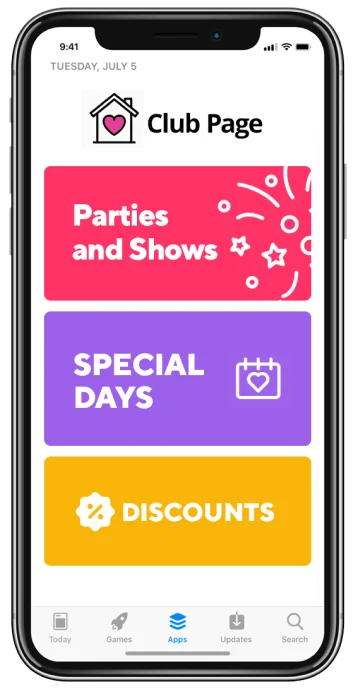 9:41
TUESDAY, JULY 5
Club Page
Parties
and Shows
SPECIAL
DAYS
% DISCOUNTS
Today Games Apps Updates Search